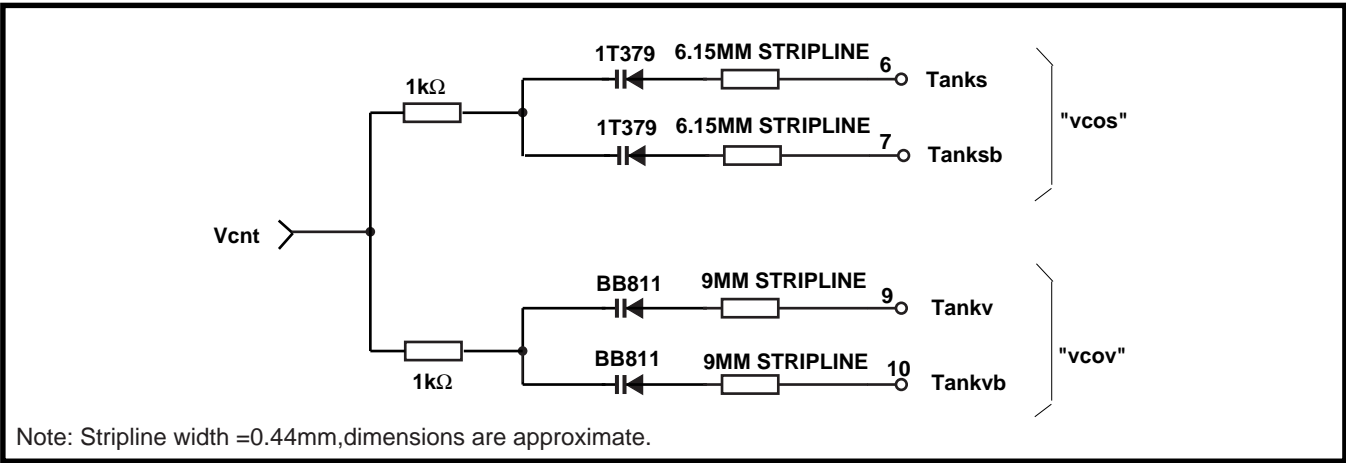 1T379 6.15MM STRIPLINE
6
Tanks
1kΩ
1T379 6.15MM STRIPLINE
7
Tanksb
"vcos"
Vcnt
BB811 9MM STRIPLINE
9
Tankv
BB811 9MM STRIPLINE
10
Tankvb
"vcov"
1kΩ
Note: Stripline width =0.44mm,dimensions are approximate.